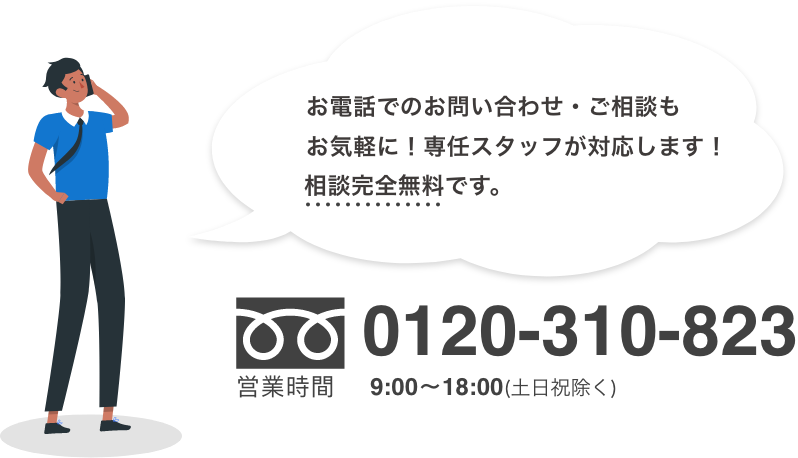 お電話でのお問い合わせ・ご相談も
お気軽に！専任スタッフが対応します！
相談完全無料です。
0120-310-823
営業時間 9:00〜18:00(土日祝除く)